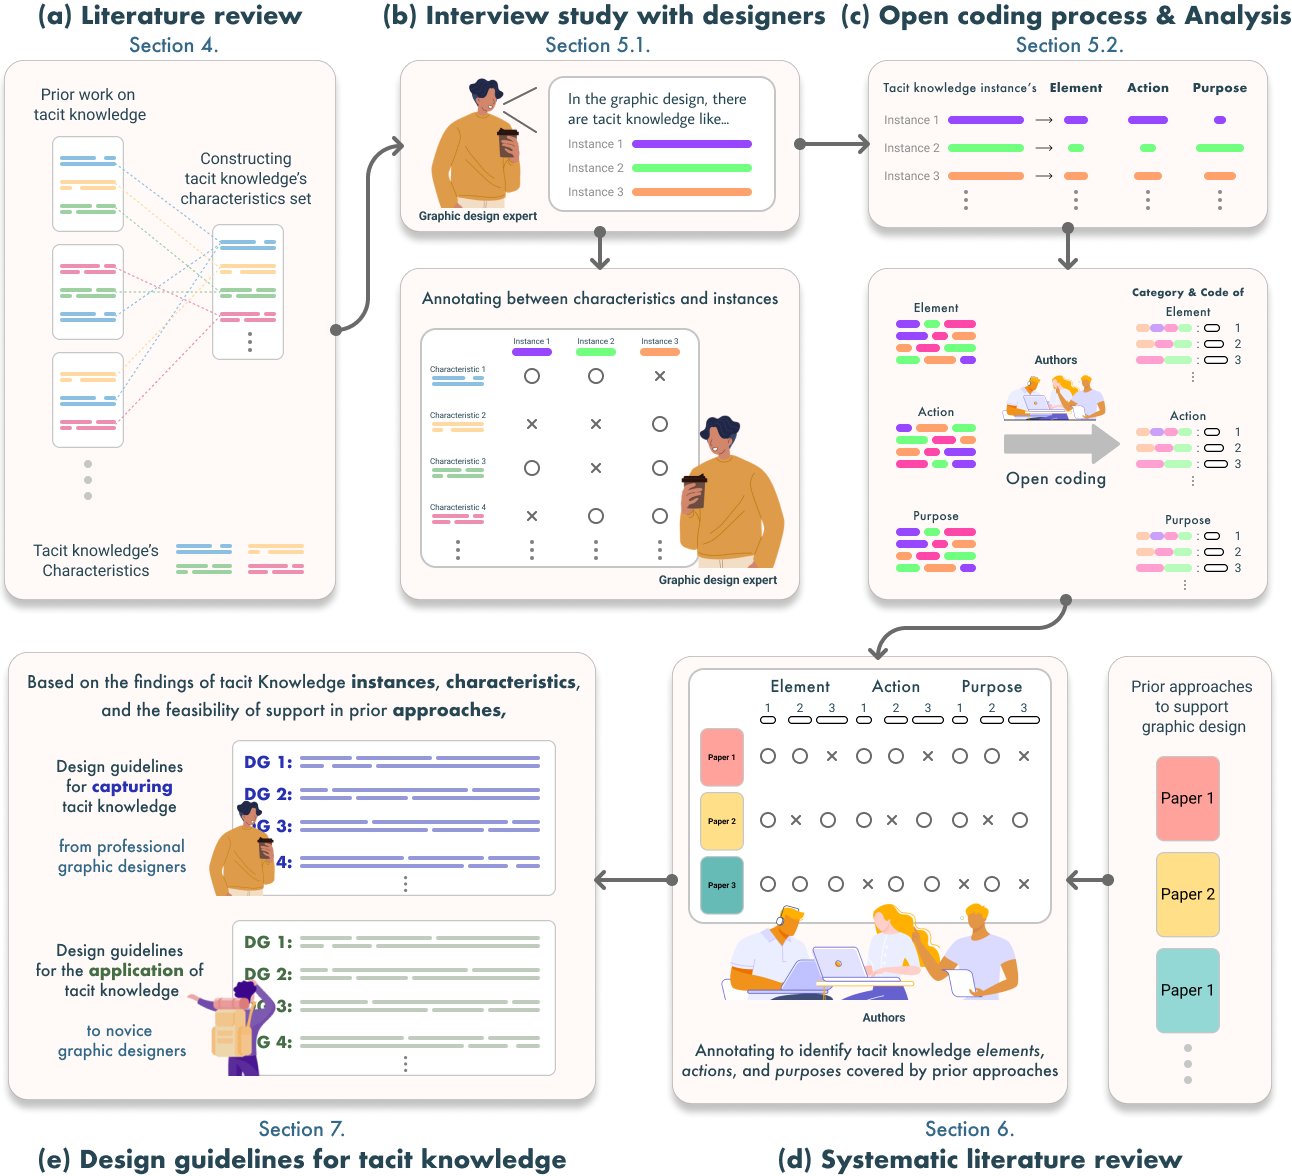 (a) Literature review
Section 4.
Prior work on
tacit knowledge
Constructing
tacit knowledge's
characteristics set
Tacit knowledge's
Characteristics
(b) Interview study with designers
Section 5.1.
In the graphic design, there
are tacit knowledge like...
Instance 1
Instance 2
Instance 3
Graphic design expert
Annotating between characteristics and instances
Instance 1 Instance 2 Instance 3
Characteristic 1
Characteristic 2
Characteristic 3
Characteristic 4
Graphic design expert
(c) Open coding process & Analysis
Section 5.2.
Tacit knowledge instance's Element Action Purpose
Instance 1
Instance 2
Instance 3
Element
Action
Purpose
Authors
Open coding
Category & Code of
Element
: 1
: 2
: 3
Action
: 1
: 2
: 3
Purpose
: 1
: 2
: 3
Prior approaches
to support
graphic design
Paper 1
Paper 2
Paper 1
Element Action Purpose
1 2 3 1 2 3 1 2 3
Paper 1
Paper 2
Paper 3
Authors
Annotating to identify tacit knowledge elements,
actions, and purposes covered by prior approaches
Section 6.
(d) Systematic literature review
Based on the findings of tacit Knowledge instances, characteristics,
and the feasibility of support in prior approaches,
Design guidelines
for capturing
tacit knowledge
from professional
graphic designers
DG 1:
DG 2:
G 3:
4:
Design guidelines
for the application of
tacit knowledge
to novice
graphic designers
DG 1:
DG 2:
G 3:
G 4:
Section 7.
(e) Design guidelines for tacit knowledge